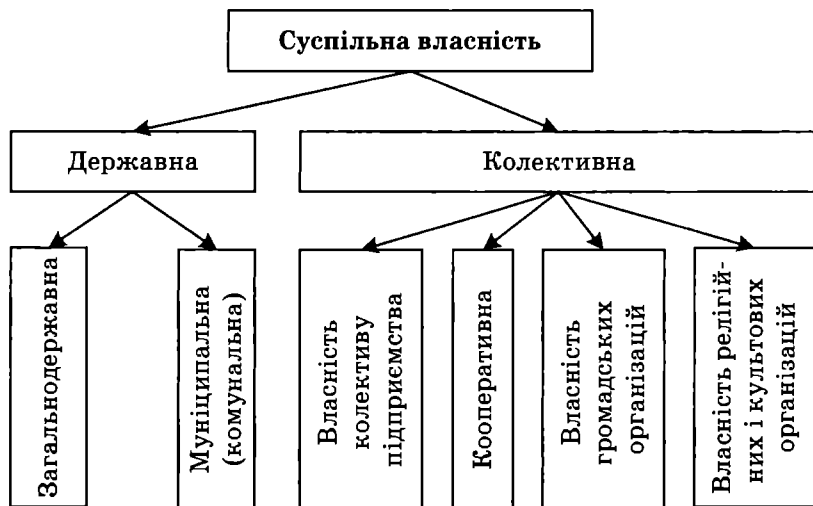 Суспільна власність
Державна
Колективна
Загальнодержавна
Муніципальна
(комунальна)
Власність
колективу
підприємства
Кооперативна
Власність
громадських
організацій
Власність релігій-
них і культових
організацій